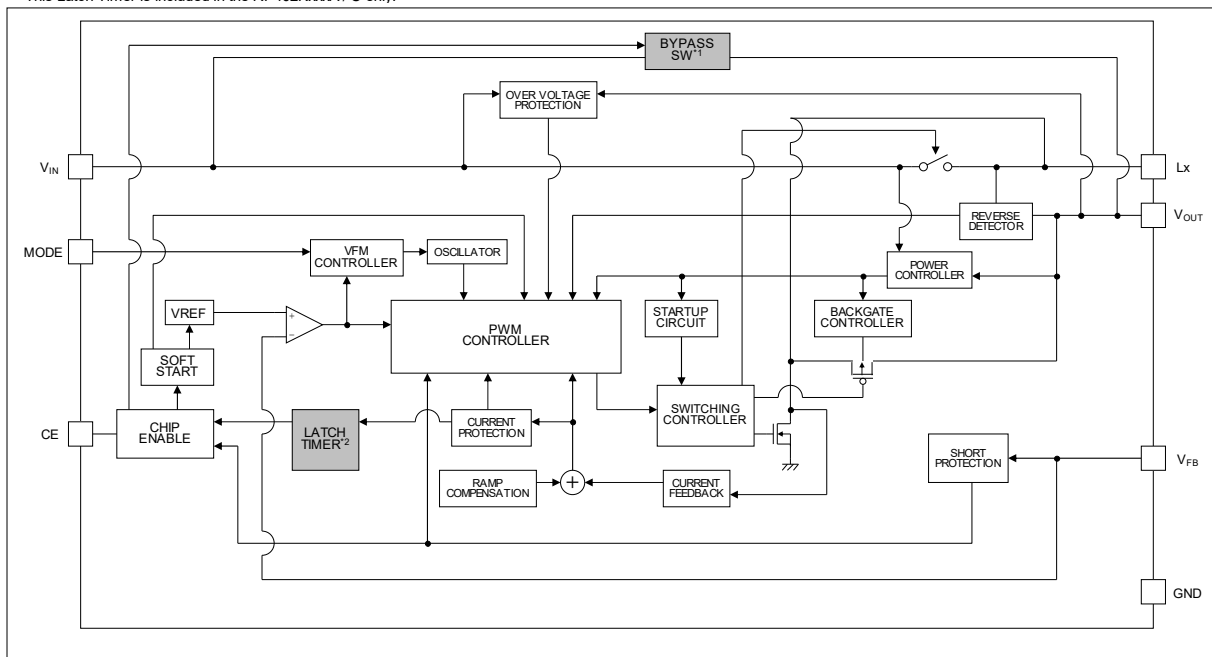 BYPASS
SW*1
OVER VOLTAGE
PROTECTION
VIN
Lx
REVERSE
DETECTOR
VOUT
MODE
VFM
CONTROLLER
OSCILLATOR
POWER
CONTROLLER
VREF
+
−
PWM
CONTROLLER
STARTUP
CIRCUIT
BACKGATE
CONTROLLER
SOFT
START
SWITCHING
CONTROLLER
CE
CHIP
ENABLE
LATCH
TIMER*2
CURRENT
PROTECTION
SHORT
PROTECTION
VFB
RAMP
COMPENSATION
+
CURRENT
FEEDBACK
GND